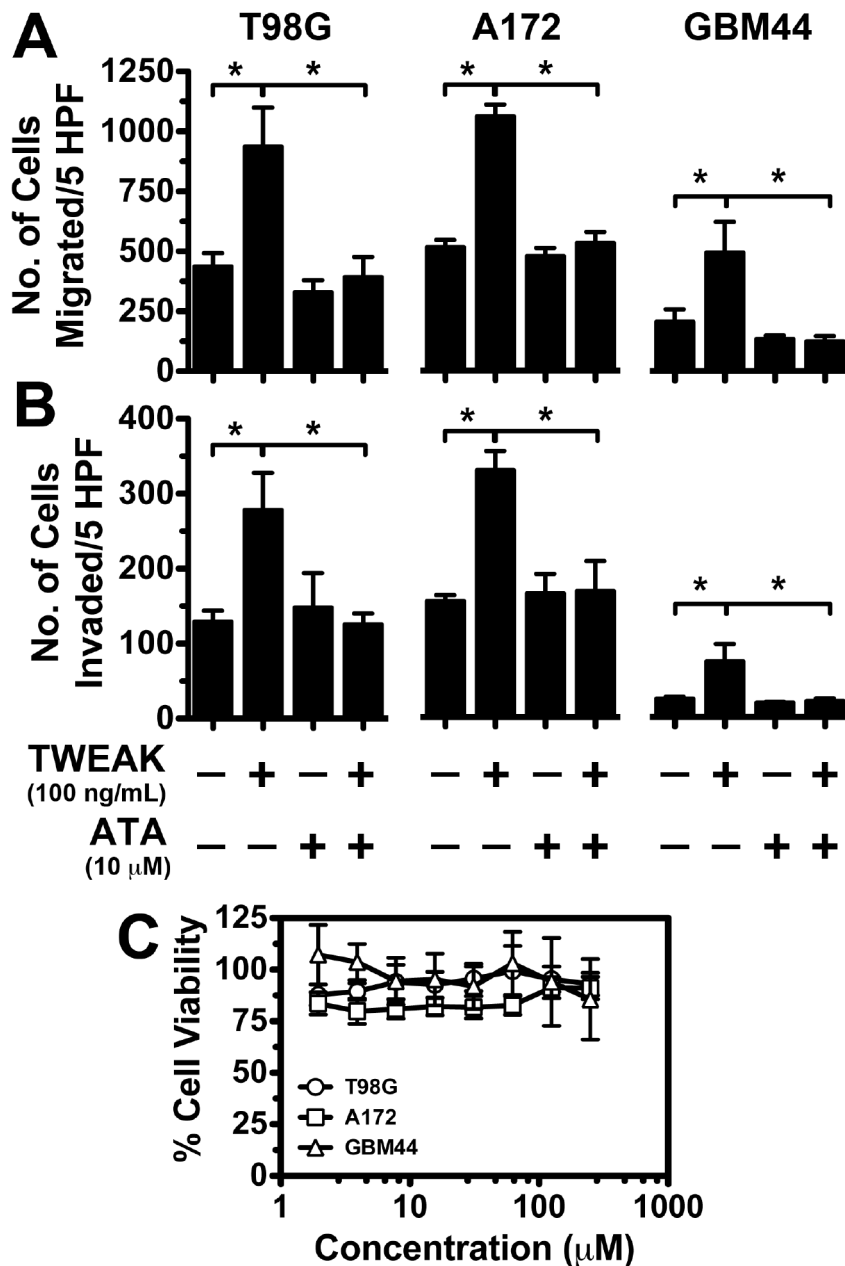 A T98G A172 GBM44
No. of Cells
Migrated/5 HPF
1250
1000
750
500
250
0
* * * * * *
B
No. of Cells
Invaded/5 HPF
400
300
200
100
0
* * * * * *
TWEAK − + − + − + − + − + − +
(100 ng/mL)
ATA − − + + − − + + − − + +
(10 μM)
C
% Cell Viability
125
100
75
50
25
0
T98G
A172
GBM44
1 10 100 1000
Concentration (μM)